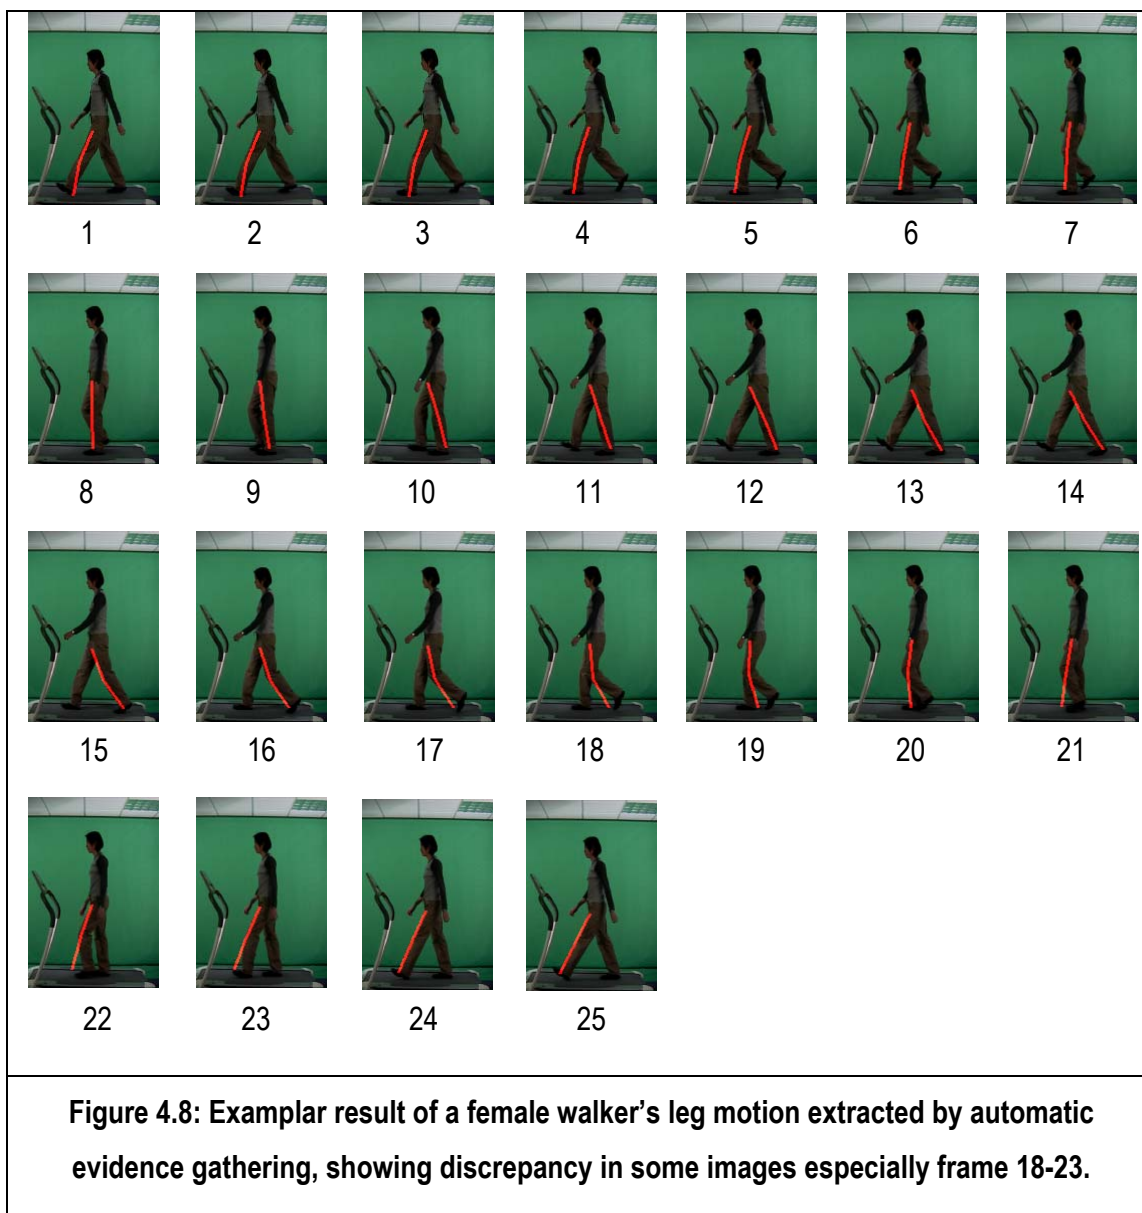 1 2 3 4 5 6 7
8 9 10 11 12 13 14
15 16 17 18 19 20 21
22 23 24 25
Figure 4.8: Examplar result of a female walker’s leg motion extracted by automatic
evidence gathering, showing discrepancy in some images especially frame 18-23.